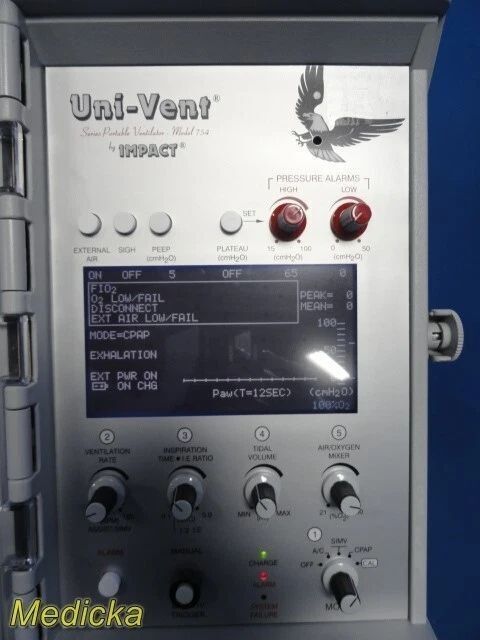 Uni-Vent®
Series Portable Ventilator - Model 754
by IMPACT®
PRESSURE ALARMS
HIGH LOW
SET
15 100 0 50
(cmH2O) (cmH2O)
EXTERNAL AIR
SIGH
PEEP (cmH2O)
PLATEAU (cmH2O)
ON OFF 5 OFF 65 0
FIO2
O2 LOW/FAIL
DISCONNECT
EXT AIR LOW/FAIL
PEAK= 0
MEAN= 0
MODE=CPAP
100
50
EXHALATION
EXT PWR ON
ON CHG
Paw(T=12SEC) (cmH2O)
100%O2
2 3 4 5
VENTILATION RATE
INSPIRATION TIME I:E RATIO
TIDAL VOLUME
AIR/OXYGEN MIXER
MIN MAX
21
1
SIMV
A/C CPAP
OFF CAL
ALARM
MANUAL
TRIGGER
CHARGE
ALARM
SYSTEM FAILURE
Medicka